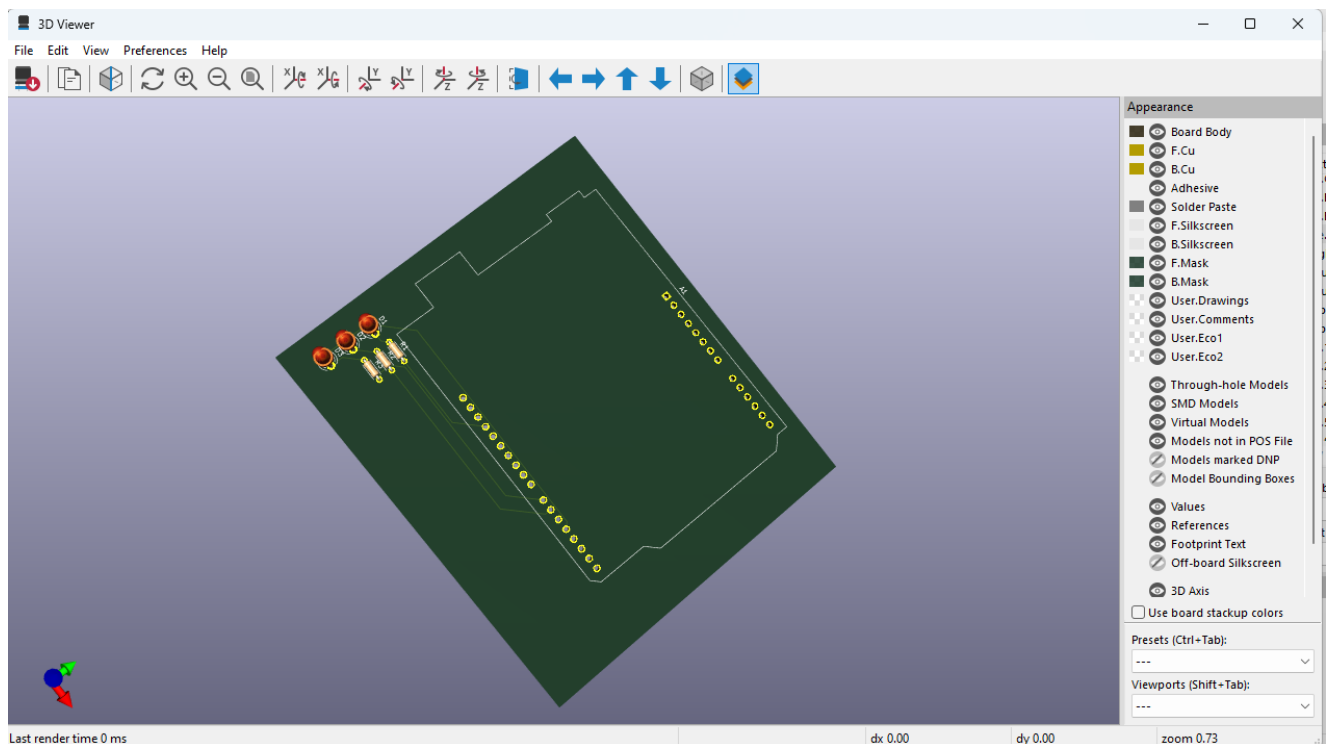 3D Viewer
File Edit View Preferences Help
Appearance
Board Body
F.Cu
B.Cu
Adhesive
Solder Paste
F.Silkscreen
B.Silkscreen
F.Mask
B.Mask
User.Drawings
User.Comments
User.Eco1
User.Eco2
Through-hole Models
SMD Models
Virtual Models
Models not in POS File
Models marked DNP
Model Bounding Boxes
Values
References
Footprint Text
Off-board Silkscreen
3D Axis
Use board stackup colors
Presets (Ctrl+Tab):
---
Viewports (Shift+Tab):
---
A1
D1
R1
Last render time 0 ms dx 0.00 dy 0.00 zoom 0.73